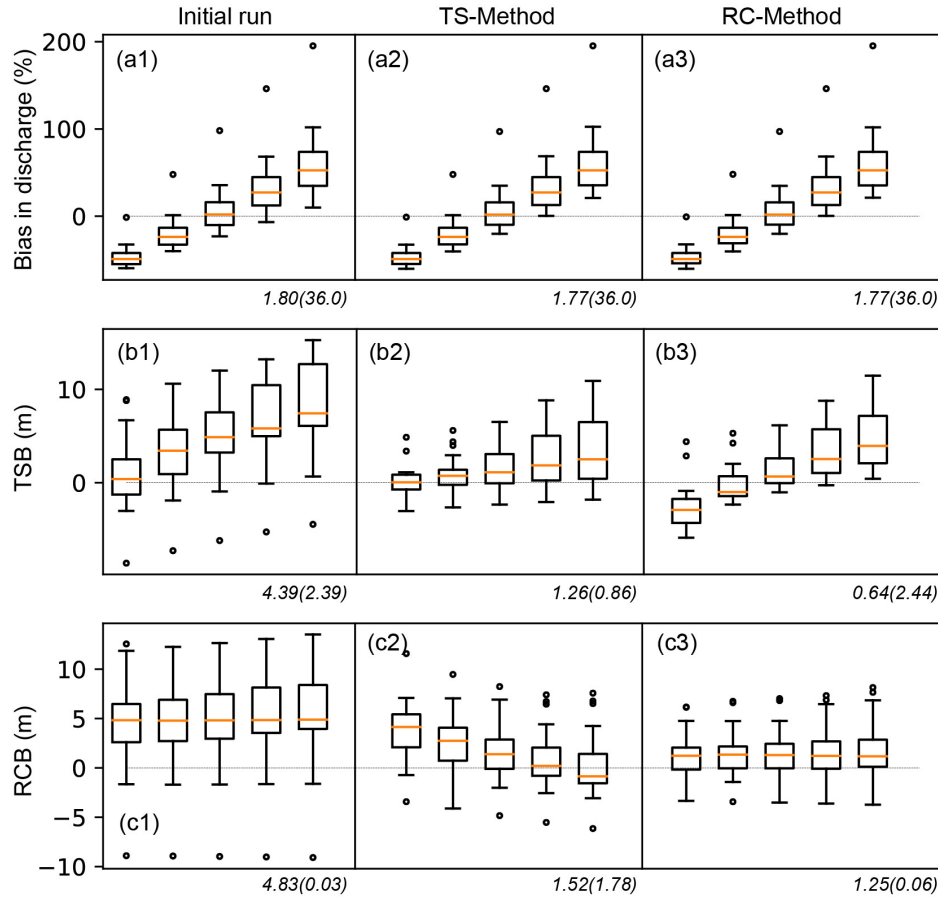 Initial run TS-Method RC-Method
Bias in discharge (%)
200
100
0
(a1) (a2) (a3)
1.80(36.0) 1.77(36.0) 1.77(36.0)
TSB (m)
10
0
(b1) (b2) (b3)
4.39(2.39) 1.26(0.86) 0.64(2.44)
RCB (m)
10
5
0
−5
−10
(c2) (c3)
(c1)
4.83(0.03) 1.52(1.78) 1.25(0.06)